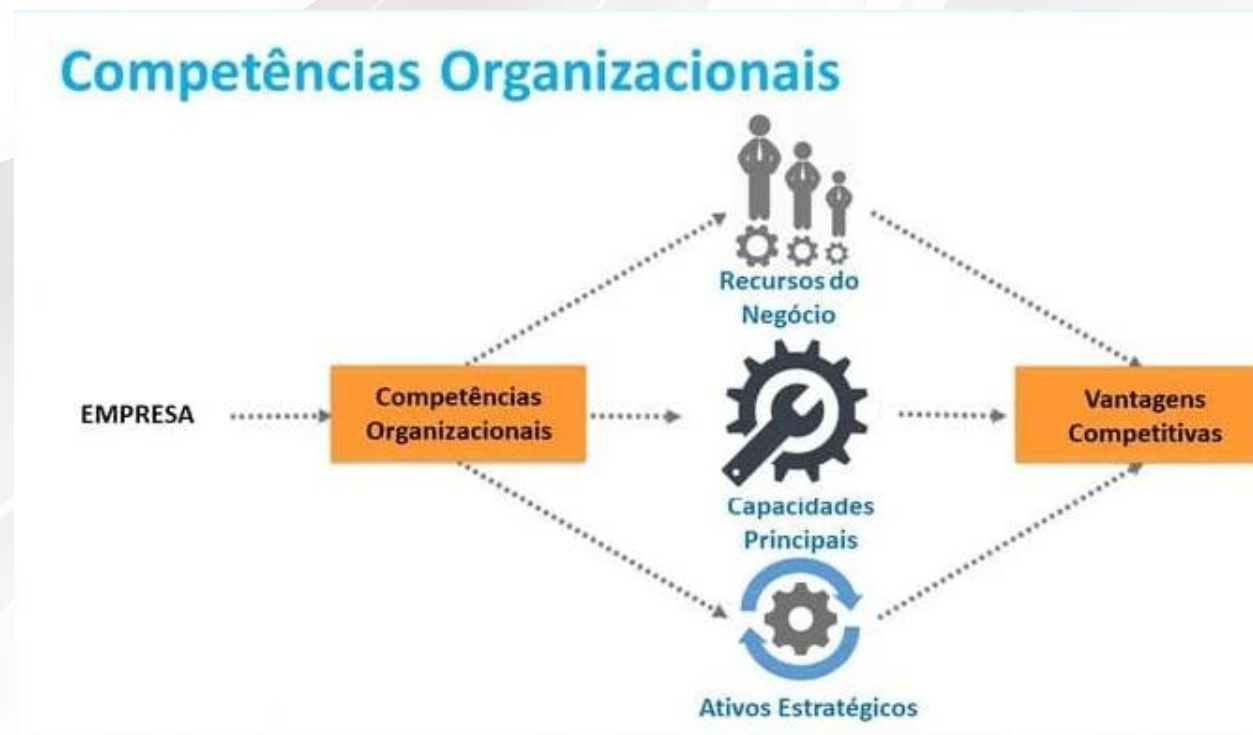 Competências Organizacionais
Recursos do
Negócio
EMPRESA
Competências
Organizacionais
Capacidades
Principais
Vantagens
Competitivas
Ativos Estratégicos